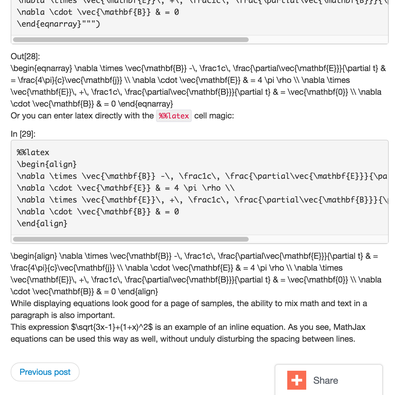 \nabla \cdot \vec{\mathbf{B}} & = 0
\end{eqnarray}""")
Out[28]:
\begin{eqnarray} \nabla \times \vec{\mathbf{B}} -\, \frac1c\, \frac{\partial\vec{\mathbf{E}}}{\partial t} &
= \frac{4\pi}{c}\vec{\mathbf{j}} \\ \nabla \cdot \vec{\mathbf{E}} & = 4 \pi \rho \\ \nabla \times
\vec{\mathbf{E}}\, +\, \frac1c\, \frac{\partial\vec{\mathbf{B}}}{\partial t} & = \vec{\mathbf{0}} \\ \nabla
\cdot \vec{\mathbf{B}} & = 0 \end{eqnarray}
Or you can enter latex directly with the %%latex cell magic:
In [29]:
%%latex
\begin{align}
\nabla \times \vec{\mathbf{B}} -\, \frac1c\, \frac{\partial\vec{\mathbf{E}}}{\pa
\nabla \cdot \vec{\mathbf{E}} & = 4 \pi \rho \\
\nabla \times \vec{\mathbf{E}}\, +\, \frac1c\, \frac{\partial\vec{\mathbf{B}}}{\
\nabla \cdot \vec{\mathbf{B}} & = 0
\end{align}
\begin{align} \nabla \times \vec{\mathbf{B}} -\, \frac1c\, \frac{\partial\vec{\mathbf{E}}}{\partial t} & =
\frac{4\pi}{c}\vec{\mathbf{j}} \\ \nabla \cdot \vec{\mathbf{E}} & = 4 \pi \rho \\ \nabla \times
\vec{\mathbf{E}}\, +\, \frac1c\, \frac{\partial\vec{\mathbf{B}}}{\partial t} & = \vec{\mathbf{0}} \\ \nabla
\cdot \vec{\mathbf{B}} & = 0 \end{align}
While displaying equations look good for a page of samples, the ability to mix math and text in a
paragraph is also important.
This expression $\sqrt{3x-1}+(1+x)^2$ is an example of an inline equation. As you see, MathJax
equations can be used this way as well, without unduly disturbing the spacing between lines.
Previous post
Share